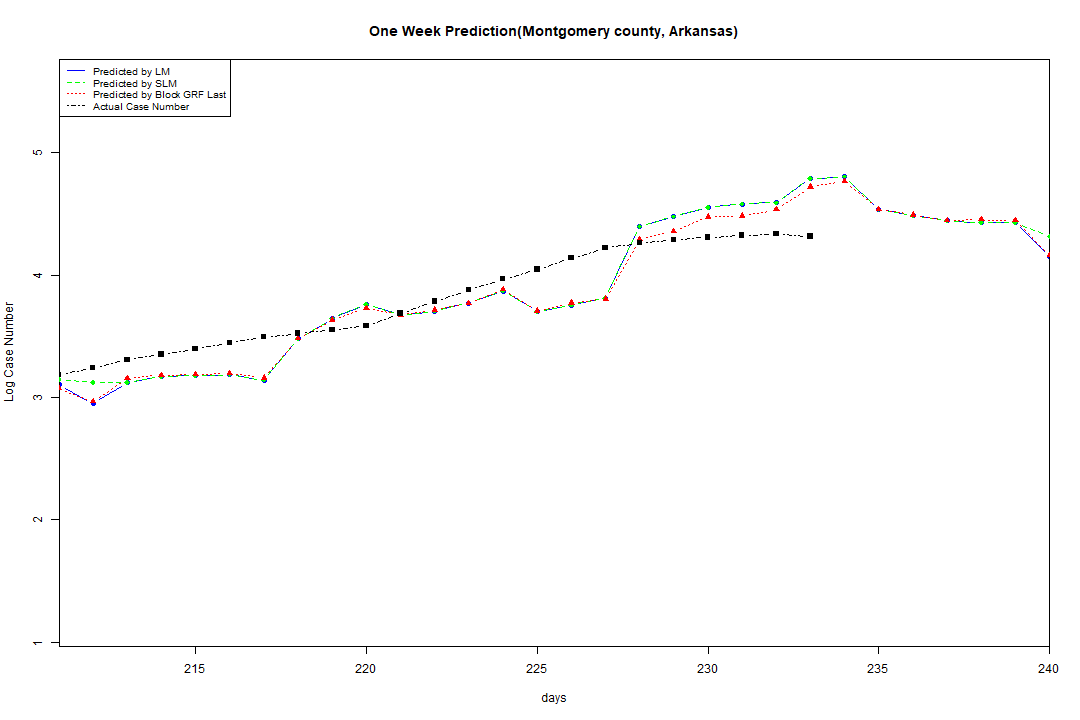 One Week Prediction(Montgomery county, Arkansas)
Predicted by LM
Predicted by SLM
Predicted by Block GRF Last
Actual Case Number
5
4
3
2
1
Log Case Number
215 220 225 230 235 240
days